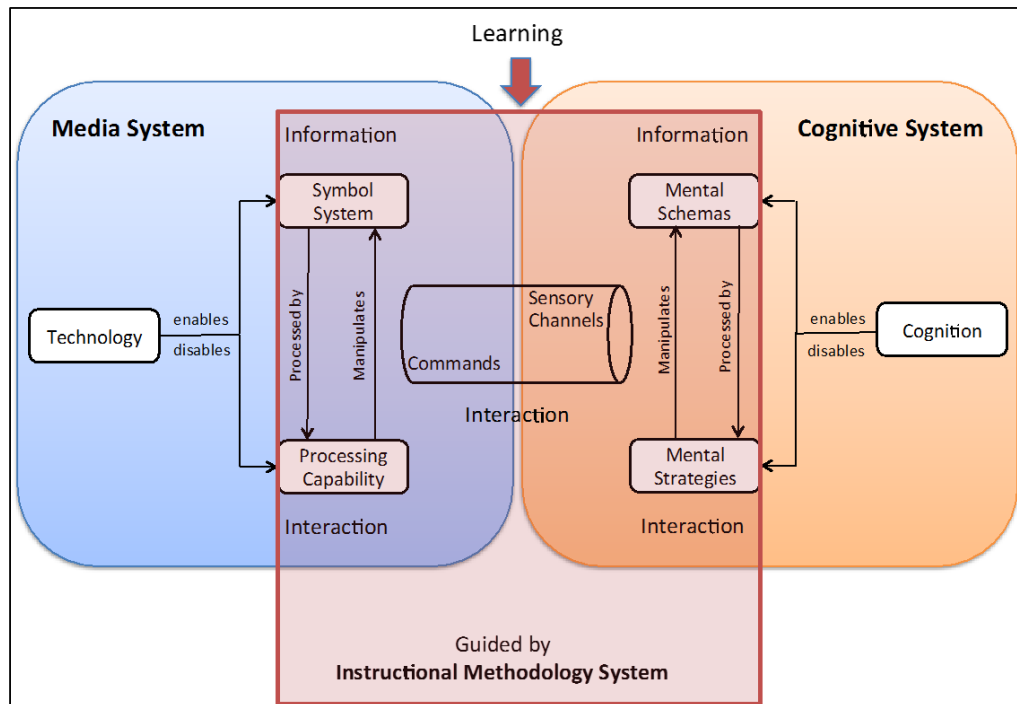 Learning
Media System
Information
Information
Cognitive System
Symbol
System
Mental
Schemas
Processed by
Manipulates
Sensory
Channels
Commands
Manipulates
Processed by
Technology
enables
disables
enables
disables
Cognition
Interaction
Processing
Capability
Mental
Strategies
Interaction
Interaction
Guided by
Instructional Methodology System